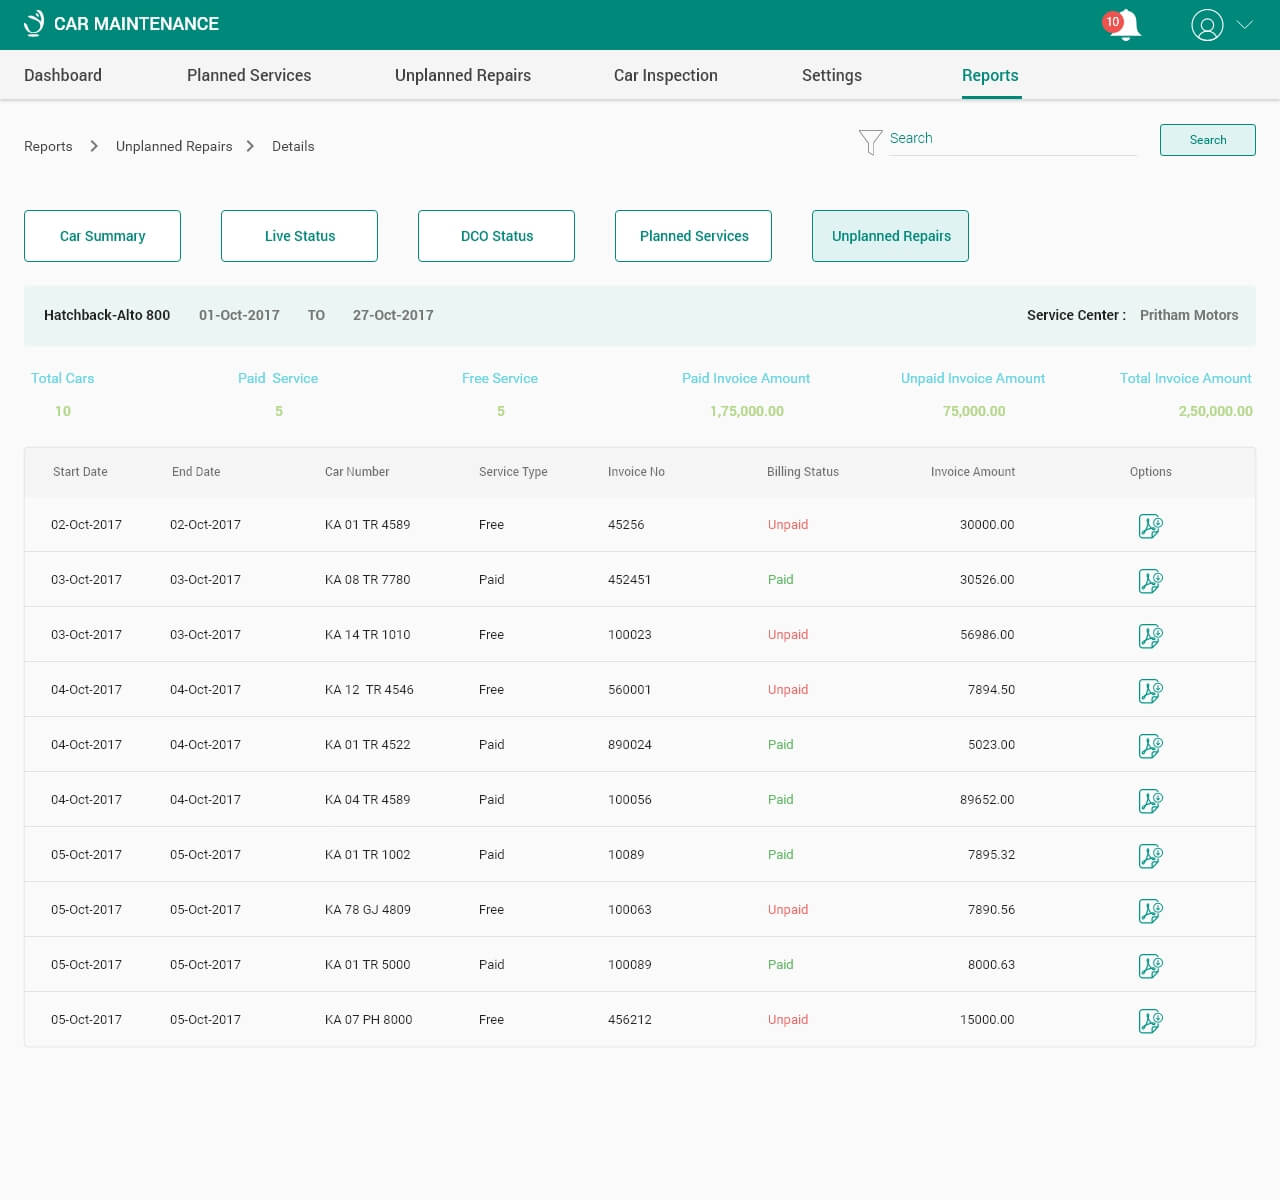 CAR MAINTENANCE 10
Dashboard Planned Services Unplanned Repairs Car Inspection Settings Reports
Reports Unplanned Repairs Details Search Search
Car Summary Live Status DCO Status Planned Services Unplanned Repairs
Hatchback-Alto 800 01-Oct-2017 TO 27-Oct-2017 Service Center : Pritham Motors
Total Cars Paid Service Free Service Paid Invoice Amount Unpaid Invoice Amount Total Invoice Amount
10 5 5 1,75,000.00 75,000.00 2,50,000.00
Start Date End Date Car Number Service Type Invoice No Billing Status Invoice Amount Options
02-Oct-2017 02-Oct-2017 KA 01 TR 4589 Free 45256 Unpaid 30000.00
03-Oct-2017 03-Oct-2017 KA 08 TR 7780 Paid 452451 Paid 30526.00
03-Oct-2017 03-Oct-2017 KA 14 TR 1010 Free 100023 Unpaid 56986.00
04-Oct-2017 04-Oct-2017 KA 12 TR 4546 Free 560001 Unpaid 7894.50
04-Oct-2017 04-Oct-2017 KA 01 TR 4522 Paid 890024 Paid 5023.00
04-Oct-2017 04-Oct-2017 KA 04 TR 4589 Paid 100056 Paid 89652.00
05-Oct-2017 05-Oct-2017 KA 01 TR 1002 Paid 10089 Paid 7895.32
05-Oct-2017 05-Oct-2017 KA 78 GJ 4809 Free 100063 Unpaid 7890.56
05-Oct-2017 05-Oct-2017 KA 01 TR 5000 Paid 100089 Paid 8000.63
05-Oct-2017 05-Oct-2017 KA 07 PH 8000 Free 456212 Unpaid 15000.00